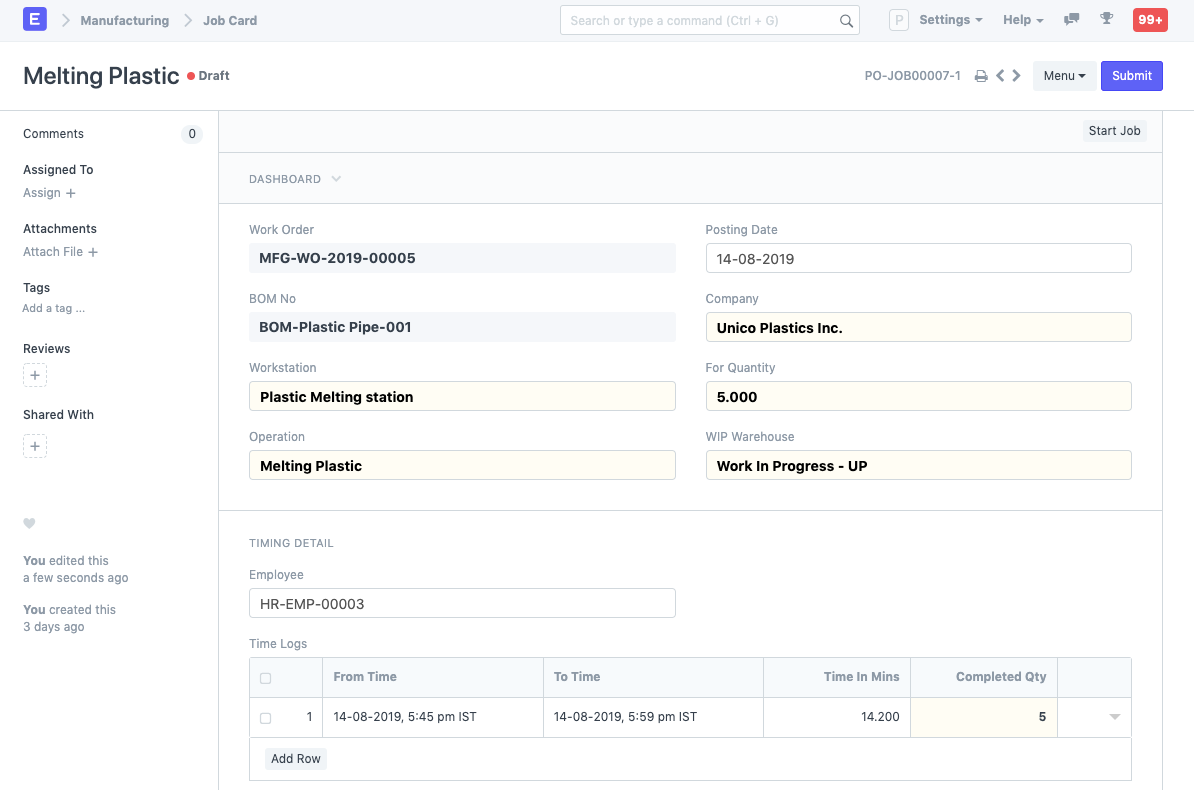 E Manufacturing Job Card Search or type a command (Ctrl + G) P Settings Help 99+
Melting Plastic Draft PO-JOB00007-1 Menu Submit
Comments 0
Start Job
Assigned To
Assign +
DASHBOARD
Attachments
Attach File +
Tags
Add a tag ...
Reviews
+
Shared With
+
You edited this
a few seconds ago
You created this
3 days ago
Work Order
MFG-WO-2019-00005
Posting Date
14-08-2019
BOM No
BOM-Plastic Pipe-001
Company
Unico Plastics Inc.
Workstation
Plastic Melting station
For Quantity
5.000
Operation
Melting Plastic
WIP Warehouse
Work In Progress - UP
TIMING DETAIL
Employee
HR-EMP-00003
Time Logs
From Time To Time Time In Mins Completed Qty
1 14-08-2019, 5:45 pm IST 14-08-2019, 5:59 pm IST 14.200 5
Add Row